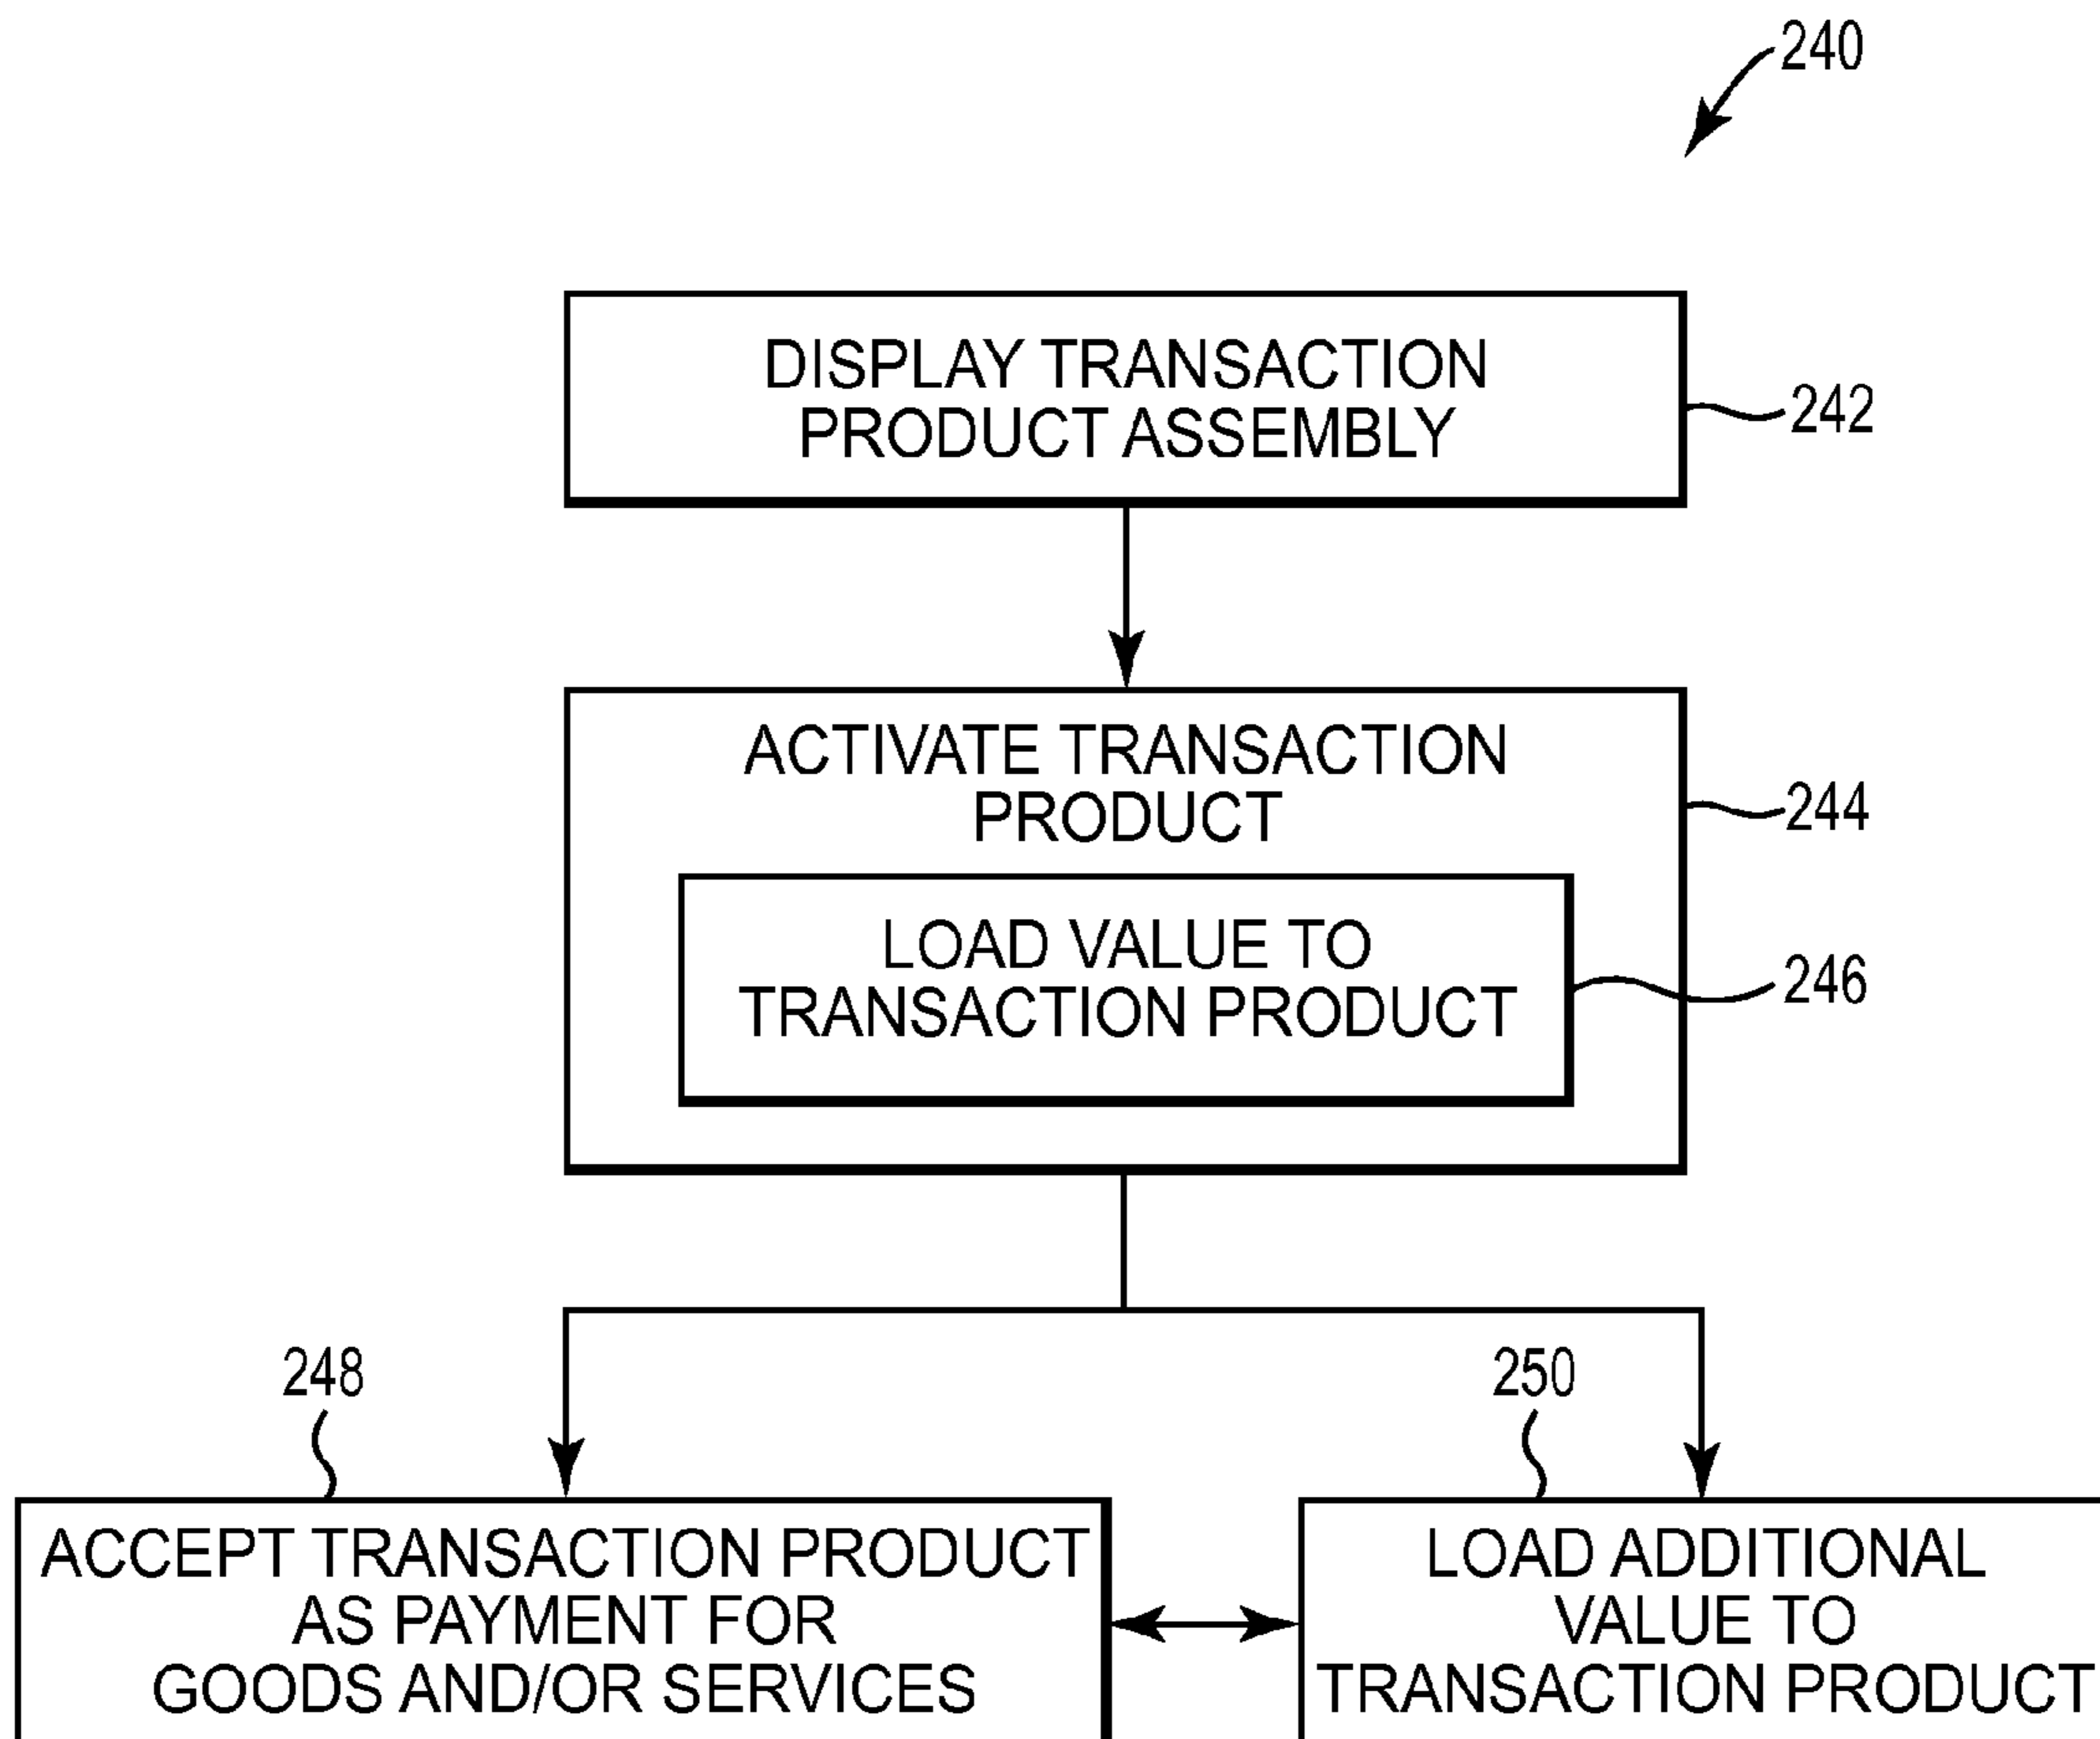 240
DISPLAY TRANSACTION
PRODUCT ASSEMBLY
242
ACTIVATE TRANSACTION
PRODUCT
244
LOAD VALUE TO
TRANSACTION PRODUCT
246
248
250
ACCEPT TRANSACTION PRODUCT
AS PAYMENT FOR
GOODS AND/OR SERVICES
LOAD ADDITIONAL
VALUE TO
TRANSACTION PRODUCT